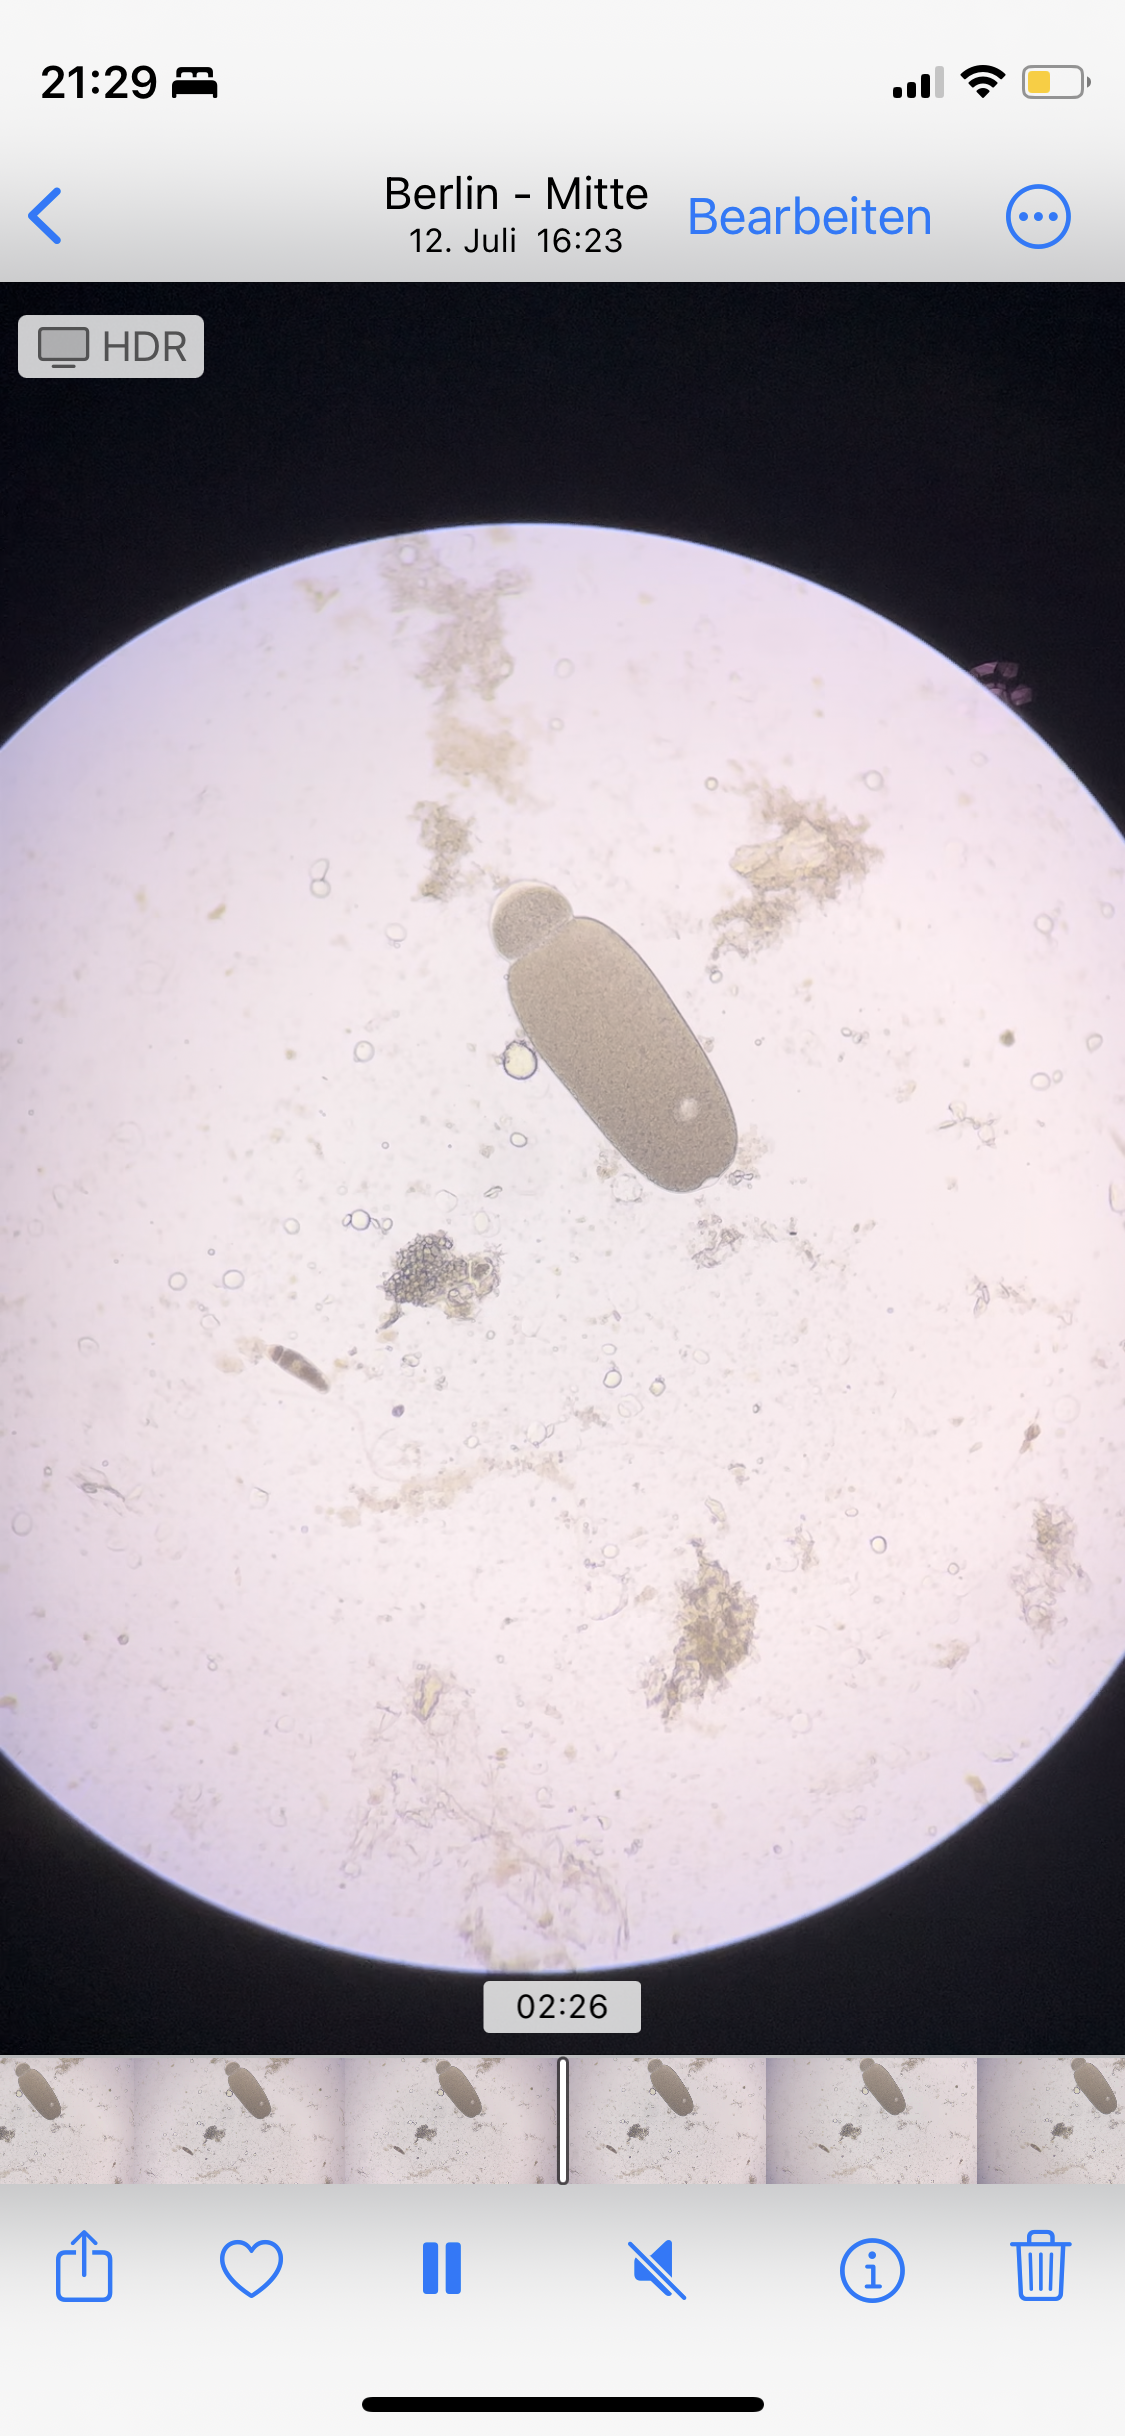 21:29
Berlin - Mitte
12. Juli 16:23
Bearbeiten
HDR
02:26